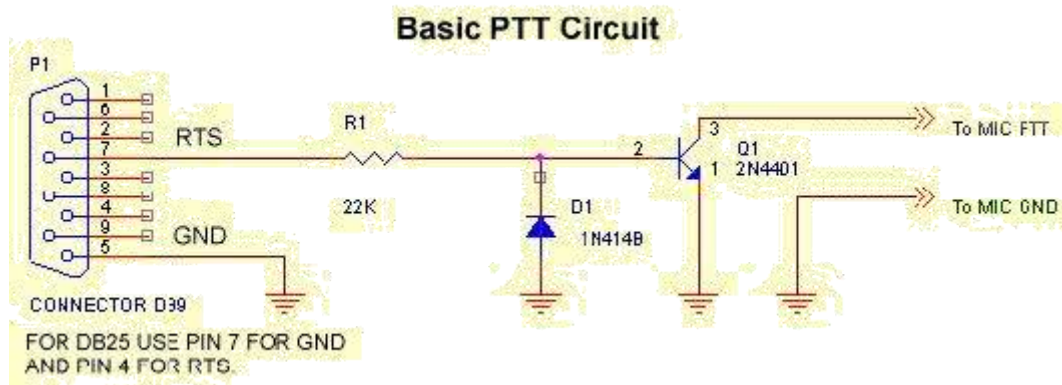 Basic PTT Circuit
P1
1
6
2
7
3
8
4
9
5
RTS
GND
R1
22K
2
3
1
Q1
2N4401
D1
1N4148
To MIC PTT
To MIC GND
CONNECTOR DB9
FOR DB25 USE PIN 7 FOR GND
AND PIN 4 FOR RTS.